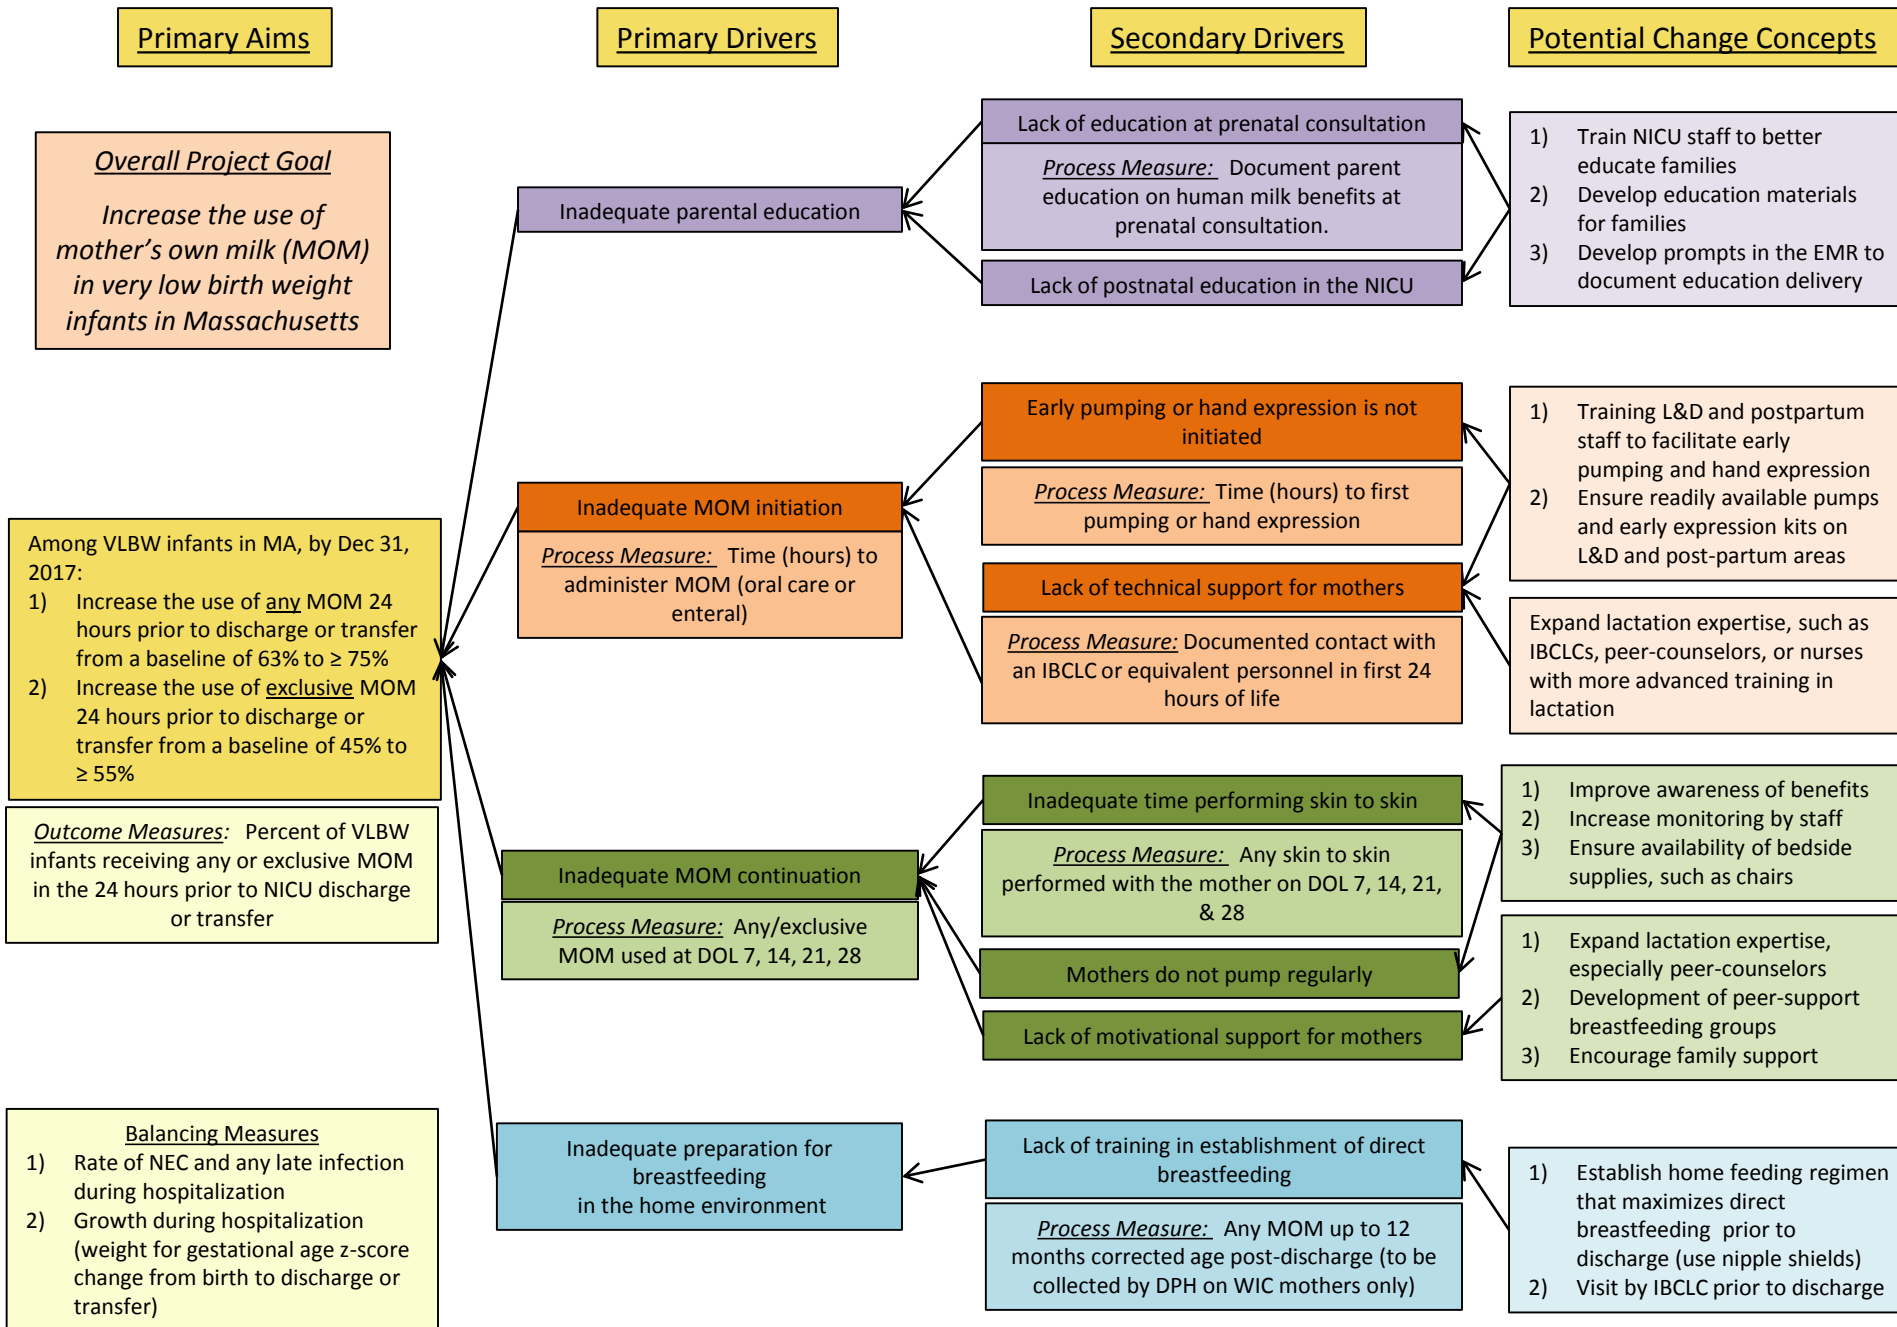 Primary Aims
Primary Drivers
Secondary Drivers
Potential Change Concepts
Overall Project Goal
Increase the use of
mother’s own milk (MOM)
in very low birth weight
infants in Massachusetts
Among VLBW infants in MA, by Dec 31,
2017:
1) Increase the use of any MOM 24
hours prior to discharge or transfer
from a baseline of 63% to ≥ 75%
2) Increase the use of exclusive MOM
24 hours prior to discharge or
transfer from a baseline of 45% to
≥ 55%
Outcome Measures: Percent of VLBW
infants receiving any or exclusive MOM
in the 24 hours prior to NICU discharge
or transfer
Balancing Measures
1) Rate of NEC and any late infection
during hospitalization
2) Growth during hospitalization
(weight for gestational age z-score
change from birth to discharge or
transfer)
Inadequate parental education
Inadequate MOM initiation
Process Measure: Time (hours) to
administer MOM (oral care or
enteral)
Inadequate MOM continuation
Process Measure: Any/exclusive
MOM used at DOL 7, 14, 21, 28
Inadequate preparation for
breastfeeding
in the home environment
Lack of education at prenatal consultation
Process Measure: Document parent
education on human milk benefits at
prenatal consultation.
Lack of postnatal education in the NICU
Early pumping or hand expression is not
initiated
Process Measure: Time (hours) to first
pumping or hand expression
Lack of technical support for mothers
Process Measure: Documented contact with
an IBCLC or equivalent personnel in first 24
hours of life
Inadequate time performing skin to skin
Process Measure: Any skin to skin
performed with the mother on DOL 7, 14, 21,
& 28
Mothers do not pump regularly
Lack of motivational support for mothers
Lack of training in establishment of direct
breastfeeding
Process Measure: Any MOM up to 12
months corrected age post-discharge (to be
collected by DPH on WIC mothers only)
1) Train NICU staff to better
educate families
2) Develop education materials
for families
3) Develop prompts in the EMR to
document education delivery
1) Training L&D and postpartum
staff to facilitate early
pumping and hand expression
2) Ensure readily available pumps
and early expression kits on
L&D and post-partum areas
Expand lactation expertise, such as
IBCLCs, peer-counselors, or nurses
with more advanced training in
lactation
1) Improve awareness of benefits
2) Increase monitoring by staff
3) Ensure availability of bedside
supplies, such as chairs
1) Expand lactation expertise,
especially peer-counselors
2) Development of peer-support
breastfeeding groups
3) Encourage family support
1) Establish home feeding regimen
that maximizes direct
breastfeeding prior to
discharge (use nipple shields)
2) Visit by IBCLC prior to discharge